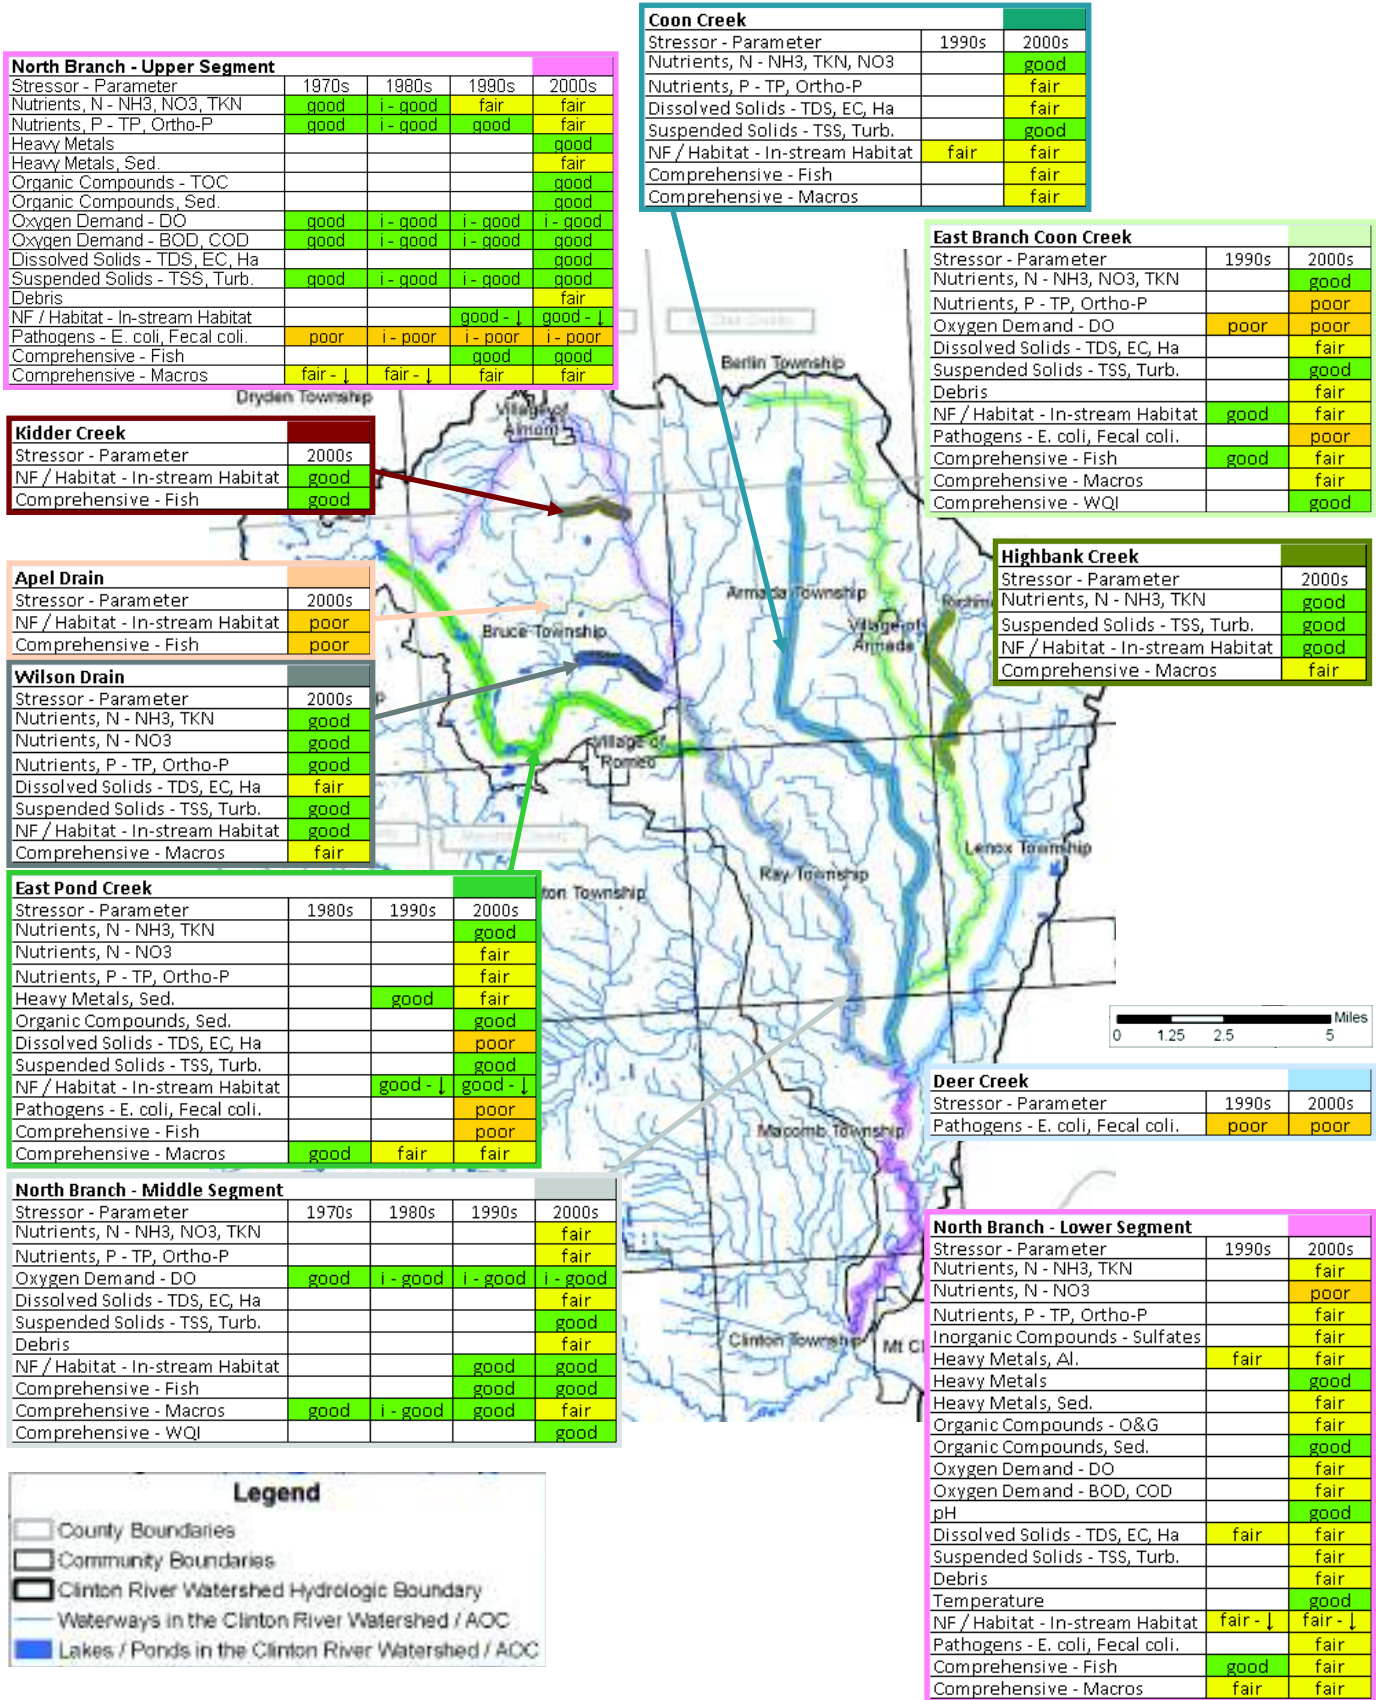 Coon Creek
Stressor - Parameter 1990s 2000s
Nutrients, N - NH3, TKN, NO3 good
Nutrients, P - TP, Ortho-P fair
Dissolved Solids - TDS, EC, Ha fair
Suspended Solids - TSS, Turb. good
NF / Habitat - In-stream Habitat fair fair
Comprehensive - Fish fair
Comprehensive - Macros fair
North Branch - Upper Segment
Stressor - Parameter 1970s 1980s 1990s 2000s
Nutrients, N - NH3, NO3, TKN good i - good fair fair
Nutrients, P - TP, Ortho-P good i - good good fair
Heavy Metals good
Heavy Metals, Sed. fair
Organic Compounds - TOC good
Organic Compounds, Sed. good
Oxygen Demand - DO good i - good i - good i - good
Oxygen Demand - BOD, COD good i - good i - good good
Dissolved Solids - TDS, EC, Ha good
Suspended Solids - TSS, Turb. good i - good i - good good
Debris fair
NF / Habitat - In-stream Habitat good - ↓ good - ↓
Pathogens - E. coli, Fecal coli. poor i - poor i - poor i - poor
Comprehensive - Fish good good
Comprehensive - Macros fair - ↓ fair - ↓ fair fair
East Branch Coon Creek
Stressor - Parameter 1990s 2000s
Nutrients, N - NH3, NO3, TKN good
Nutrients, P - TP, Ortho-P poor
Oxygen Demand - DO poor poor
Dissolved Solids - TDS, EC, Ha fair
Suspended Solids - TSS, Turb. good
Debris fair
NF / Habitat - In-stream Habitat good fair
Pathogens - E. coli, Fecal coli. poor
Comprehensive - Fish good fair
Comprehensive - Macros fair
Comprehensive - WQI good
Berlin Township
Dryden Township
Village of
Almont
Kidder Creek
Stressor - Parameter 2000s
NF / Habitat - In-stream Habitat good
Comprehensive - Fish good
Highbank Creek
Stressor - Parameter 2000s
Nutrients, N - NH3, TKN good
Suspended Solids - TSS, Turb. good
NF / Habitat - In-stream Habitat good
Comprehensive - Macros fair
Apel Drain
Stressor - Parameter 2000s
NF / Habitat - In-stream Habitat poor
Comprehensive - Fish poor
Armada Township
Richm
Bruce Township
Village of
Armada
Wilson Drain
Stressor - Parameter 2000s
Nutrients, N - NH3, TKN good
Nutrients, N - NO3 good
Nutrients, P - TP, Ortho-P good
Dissolved Solids - TDS, EC, Ha fair
Suspended Solids - TSS, Turb. good
NF / Habitat - In-stream Habitat good
Comprehensive - Macros fair
p
Village of
Romeo
Lenox Township
Ray Township
ton Township
East Pond Creek
Stressor - Parameter 1980s 1990s 2000s
Nutrients, N - NH3, TKN good
Nutrients, N - NO3 fair
Nutrients, P - TP, Ortho-P fair
Heavy Metals, Sed. good fair
Organic Compounds, Sed. good
Dissolved Solids - TDS, EC, Ha poor
Suspended Solids - TSS, Turb. good
NF / Habitat - In-stream Habitat good - ↓ good - ↓
Pathogens - E. coli, Fecal coli. poor
Comprehensive - Fish poor
Comprehensive - Macros good fair fair
Miles
0 1.25 2.5 5
Deer Creek
Stressor - Parameter 1990s 2000s
Pathogens - E. coli, Fecal coli. poor poor
Macomb Township
North Branch - Middle Segment
Stressor - Parameter 1970s 1980s 1990s 2000s
Nutrients, N - NH3, NO3, TKN fair
Nutrients, P - TP, Ortho-P fair
Oxygen Demand - DO good i - good i - good i - good
Dissolved Solids - TDS, EC, Ha fair
Suspended Solids - TSS, Turb. good
Debris fair
NF / Habitat - In-stream Habitat good good
Comprehensive - Fish good good
Comprehensive - Macros good i - good good fair
Comprehensive - WQI good
Clinton Township
Mt Cl
North Branch - Lower Segment
Stressor - Parameter 1990s 2000s
Nutrients, N - NH3, TKN fair
Nutrients, N - NO3 poor
Nutrients, P - TP, Ortho-P fair
Inorganic Compounds - Sulfates fair
Heavy Metals, Al. fair fair
Heavy Metals good
Heavy Metals, Sed. fair
Organic Compounds - O&G fair
Organic Compounds, Sed. good
Oxygen Demand - DO fair
Oxygen Demand - BOD, COD fair
pH good
Dissolved Solids - TDS, EC, Ha fair fair
Suspended Solids - TSS, Turb. fair
Debris fair
Temperature good
NF / Habitat - In-stream Habitat fair - ↓ fair - ↓
Pathogens - E. coli, Fecal coli. fair
Comprehensive - Fish good fair
Comprehensive - Macros fair fair
Legend
County Boundaries
Community Boundaries
Clinton River Watershed Hydrologic Boundary
Waterways in the Clinton River Watershed / AOC
Lakes / Ponds in the Clinton River Watershed / AOC